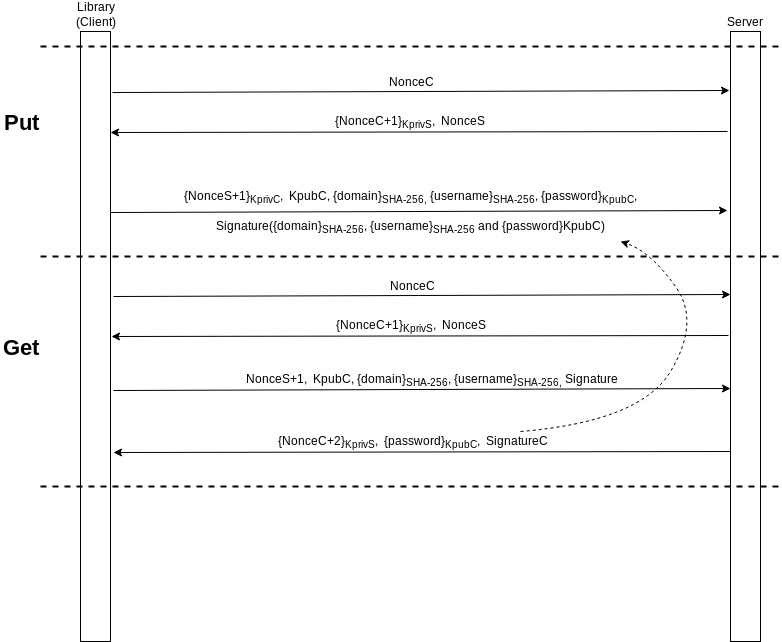 Library
(Client)
Server
NonceC
Put
{NonceC+1}KprivS, NonceS
{NonceS+1}KprivC, KpubC, {domain}SHA-256, {username}SHA-256, {password}KpubC,
Signature({domain}SHA-256, {username}SHA-256 and {password}KpubC)
NonceC
{NonceC+1}KprivS, NonceS
Get
NonceS+1, KpubC, {domain}SHA-256, {username}SHA-256, Signature
{NonceC+2}KprivS, {password}KpubC, SignatureC